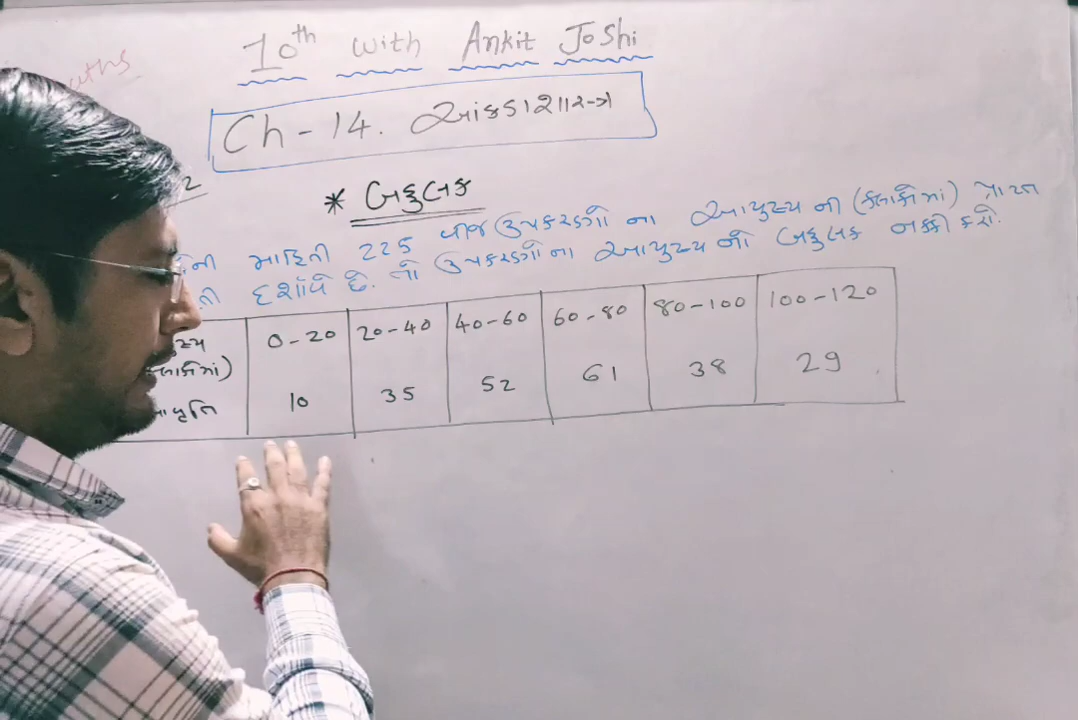 10th with Ankit Joshi
Maths
Ch - 14. આંકડાશાસ્ત્ર
2
* બહુલક
માહિતી 225 વીજ ઉપકરણો ના આયુષ્ય ની (કલાકોમાં) પ્રાપ્ત
દર્શાવે છે. તો ઉપકરણોના આયુષ્ય નો બહુલક નક્કી કરો.
0-20 20-40 40-60 60-80 80-100 100-120
10 35 52 61 38 29